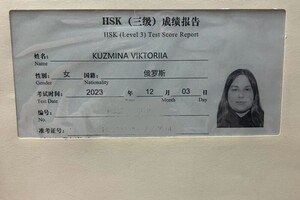 HSK（三级）成绩报告
HSK (Level 3) Test Score Report
姓名： KUZMINA VIKTORIIA
Name
性别： 女 国籍： 俄罗斯
Gender Nationality
考试时间： 2023 年 12 月 03 日
Test Date Year Month Day
编号：
No.
准考证号：